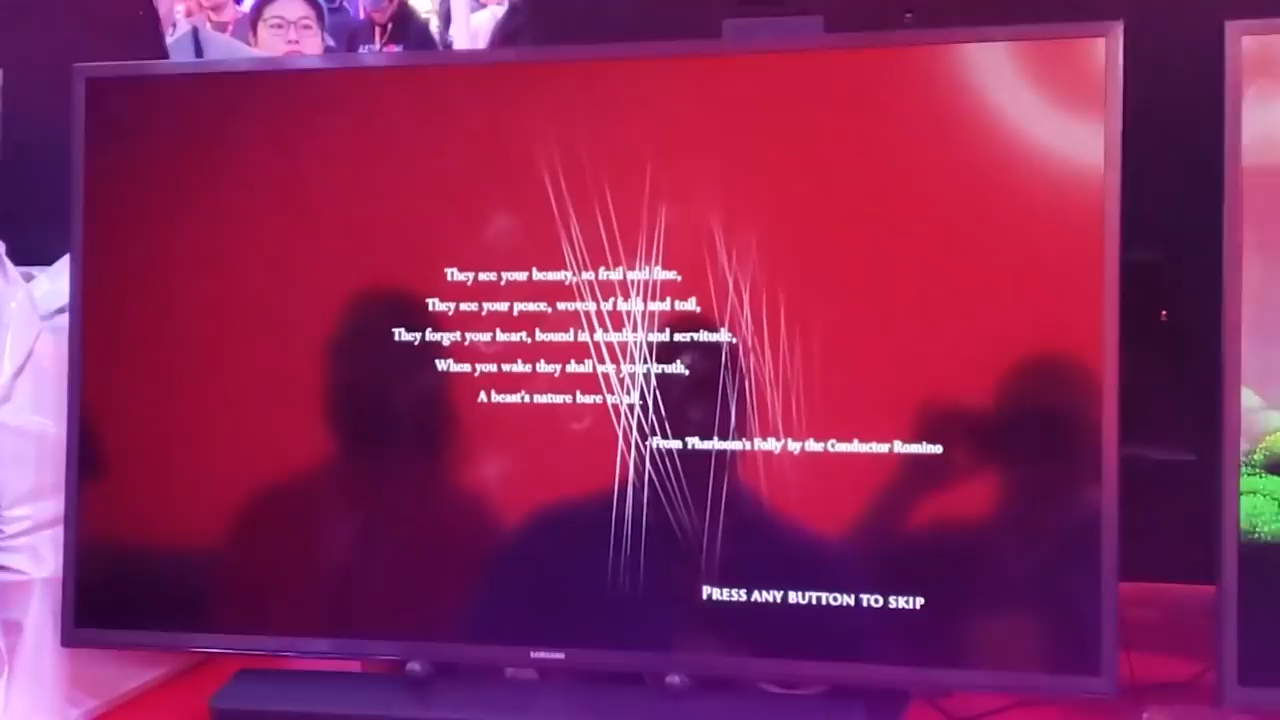 They see your beauty, so frail and fine,
They see your peace, woven of faith and toil,
They forget your heart, bound in slumber and servitude,
When you wake they shall see your truth,
A beast's nature bare to all.
- From 'Pharloom's Folly' by the Conductor Romino
PRESS ANY BUTTON TO SKIP
SAMSUNG